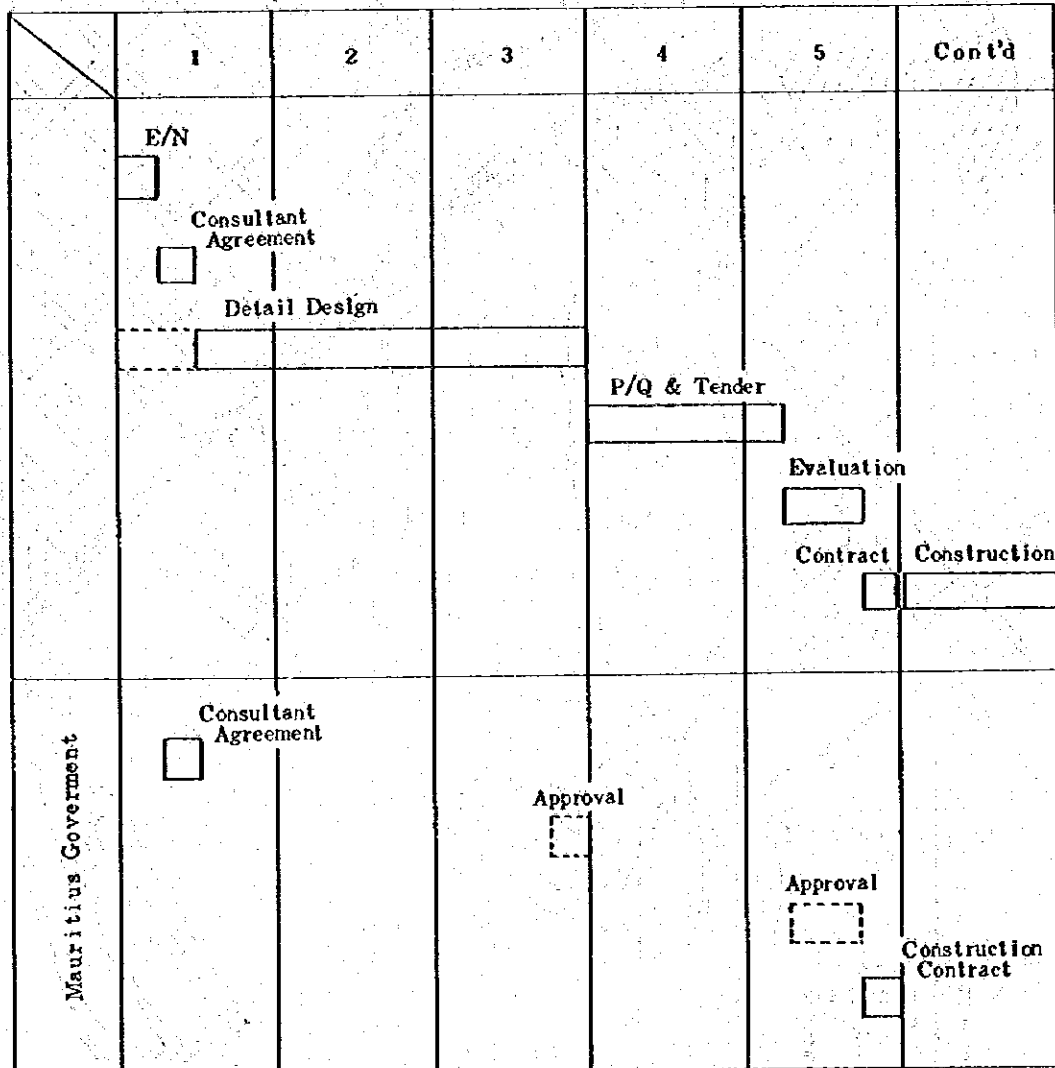 1 2 3 4 5 Cont'd
E/N
Consultant
Agreement
Detail Design
P/Q & Tender
Evaluation
Contract Construction
Mauritius Goverment
Consultant
Agreement
Approval
Approval
Construction
Contract